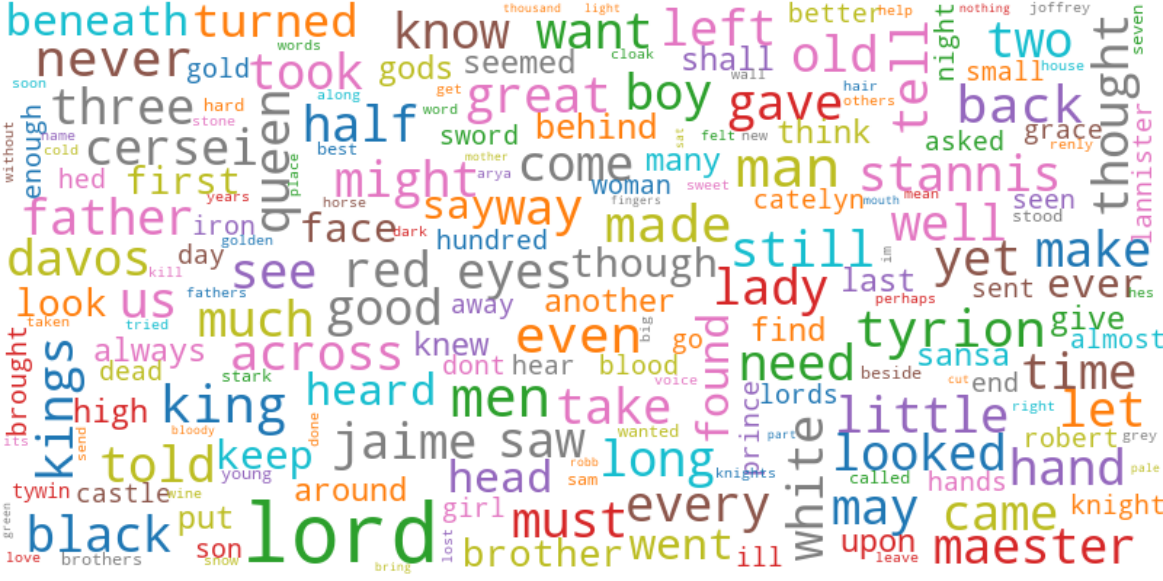 beneath turned know want left better help thousand light nothing joffrey
never words took gods seemed cloak shall old tell night two seven
soon gold along get great wall boy hair others gave small house back thought
three hard stone queen half word sword behind felt new sat think asked grace renly
enough without name cold cersei place best mother arya come many man stannis lannister
hed first years might horse woman fingers sweet catelyn mouth mean seen stood
father iron golden face dark sayway hundred made still im well yet make
davos kill day see red eyes though lady last perhaps sent ever hes
look us fathers much good away another big go find tyrion give almost
taken tried always across knew even dont hear blood found need sansa beside time
brought kings dead stark heard men take voice prince lords cut end
high king bloody done jaime saw wanted part little right let
its send told keep young head robb sam long knights white looked robert grey
tywin castle wine around girl called hands hand pale
green black put lord must every may came knight
love brothers son snow bring lost brother went ill upon leave maester